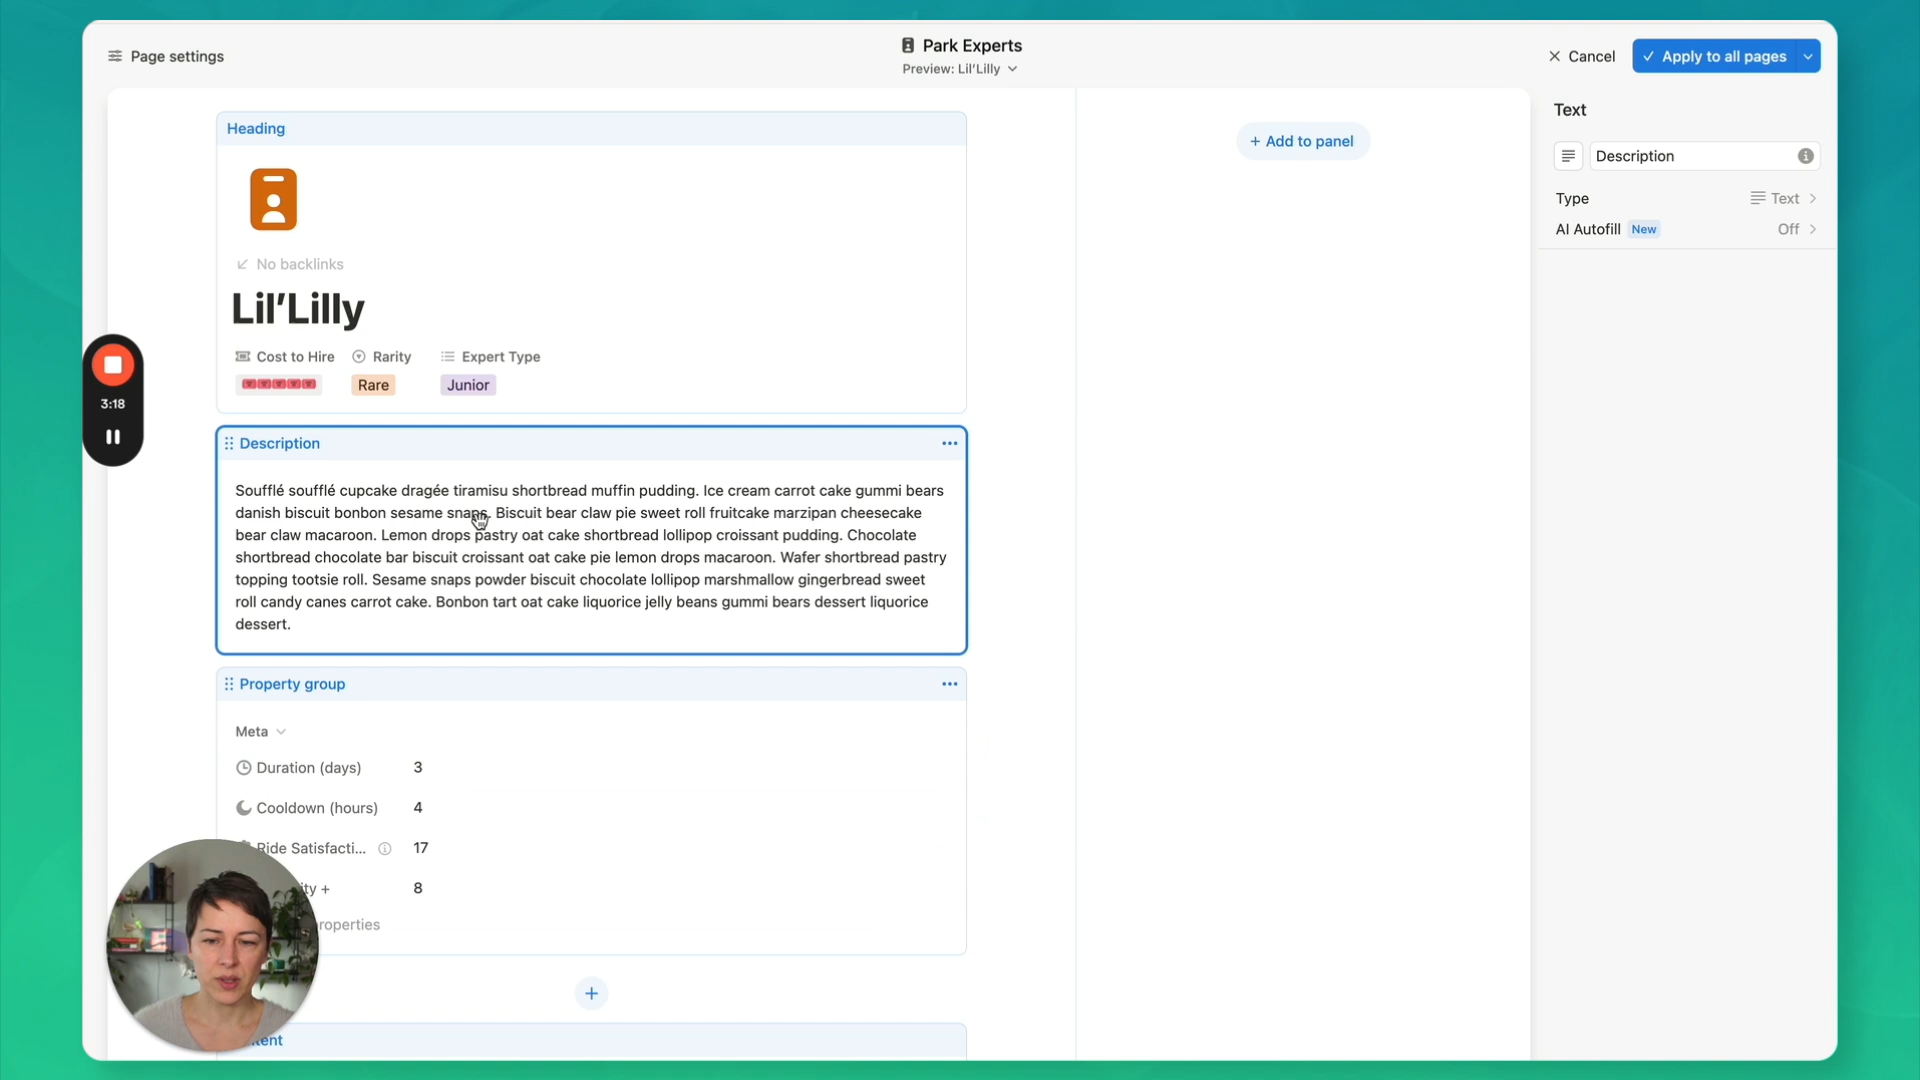 Page settings
Park Experts
Preview: Lil'Lilly
Cancel
Apply to all pages
Heading
No backlinks
Lil'Lilly
Cost to Hire
Rarity
Expert Type
Rare
Junior
Description
Soufflé soufflé cupcake dragée tiramisu shortbread muffin pudding. Ice cream carrot cake gummi bears
danish biscuit bonbon sesame snaps. Biscuit bear claw pie sweet roll fruitcake marzipan cheesecake
bear claw macaroon. Lemon drops pastry oat cake shortbread lollipop croissant pudding. Chocolate
shortbread chocolate bar biscuit croissant oat cake pie lemon drops macaroon. Wafer shortbread pastry
topping tootsie roll. Sesame snaps powder biscuit chocolate lollipop marshmallow gingerbread sweet
roll candy canes carrot cake. Bonbon tart oat cake liquorice jelly beans gummi bears dessert liquorice
dessert.
Property group
Meta
Duration (days) 3
Cooldown (hours) 4
Ride Satisfacti... 17
ity + 8
roperties
+
tent
+ Add to panel
Text
Description
Type Text
AI Autofill New Off
3:18